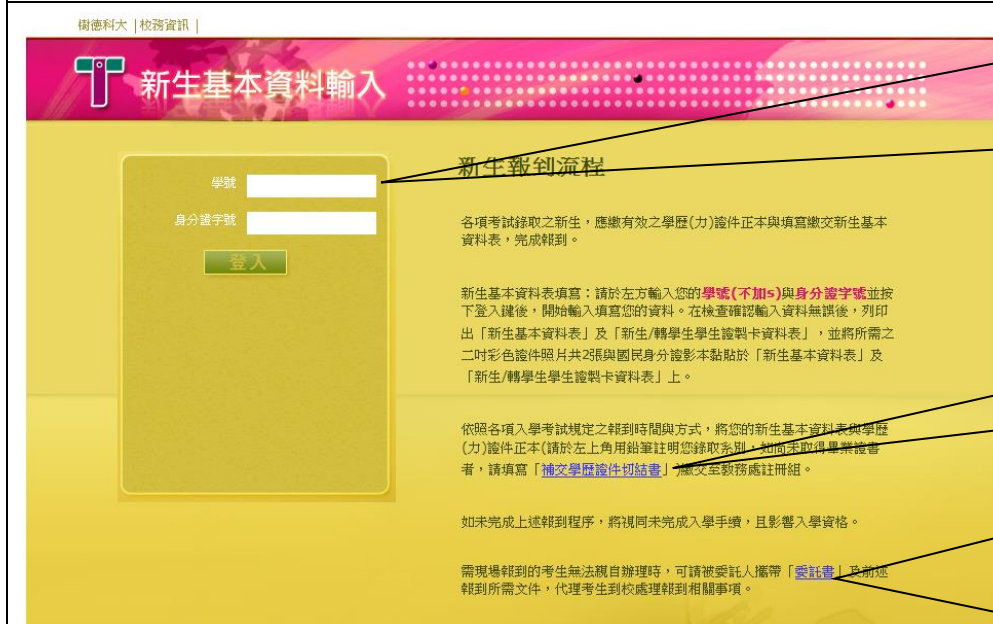 樹德科大 | 校務資訊 |
新生基本資料輸入
學號
身分證字號
登入
新生報到流程
各項考試錄取之新生，應繳有效之學歷(力)證件正本與填寫繳交新生基本
資料表，完成報到。
新生基本資料表填寫：請於左方輸入您的學號(不加s)與身分證字號並按
下登入鍵後，開始輸入填寫您的資料。在檢查確認輸入資料無誤後，列印
出「新生基本資料表」及「新生/轉學生學生證製卡資料表」，並將所需之
二吋彩色證件照片共2張與國民身分證影本黏貼於「新生基本資料表」及
「新生/轉學生學生證製卡資料表」上。
依照各項入學考試規定之報到時間與方式，將您的新生基本資料表與學歷
(力)證件正本(請於左上角用鉛筆註明您錄取系別，如尚未取得畢業證書
者，請填寫「補交學歷證件切結書」)繳交至教務處註冊組。
如未完成上述報到程序，將視同未完成入學手續，且影響入學資格。
需現場報到的考生無法親自辦理時，可請被委託人攜帶「委託書」及前述
報到所需文件，代理考生到校處理報到相關事項。